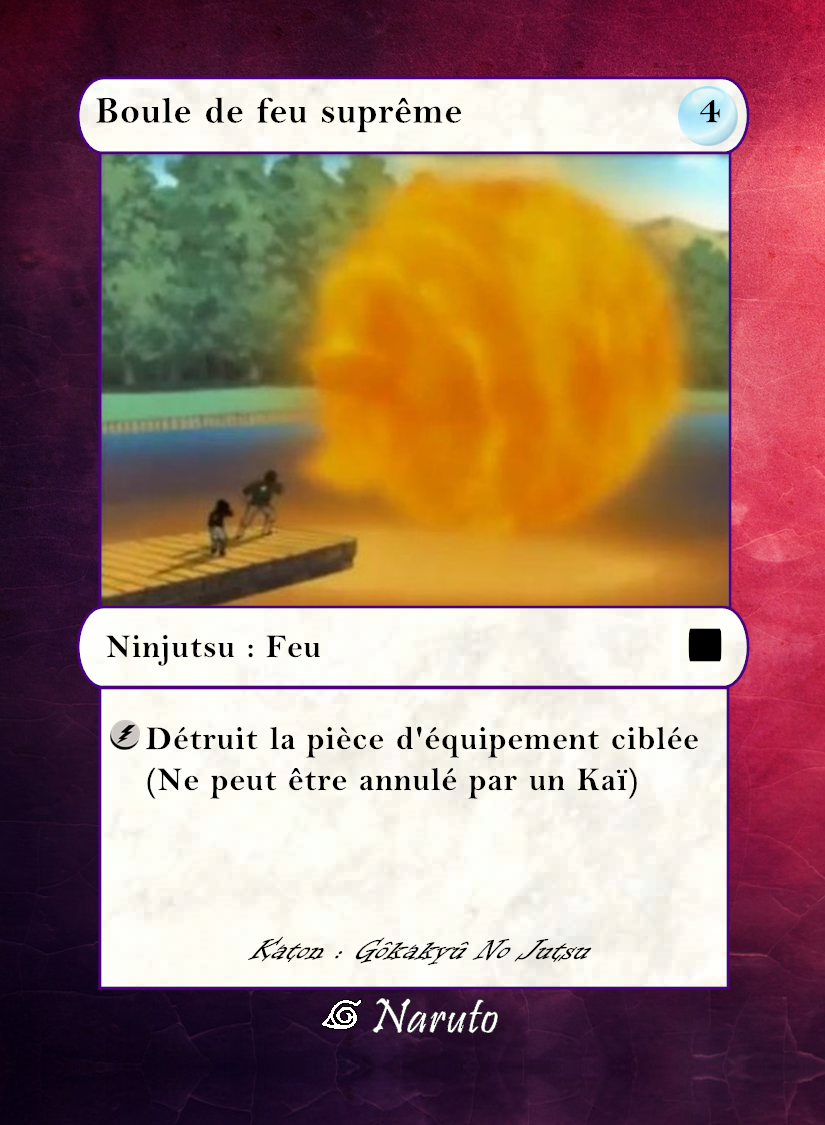 Boule de feu suprême
4
Ninjutsu : Feu
Détruit la pièce d'équipement ciblée
(Ne peut être annulé par un Kaï)
Katon : Gôkakyû No Jutsu
Naruto